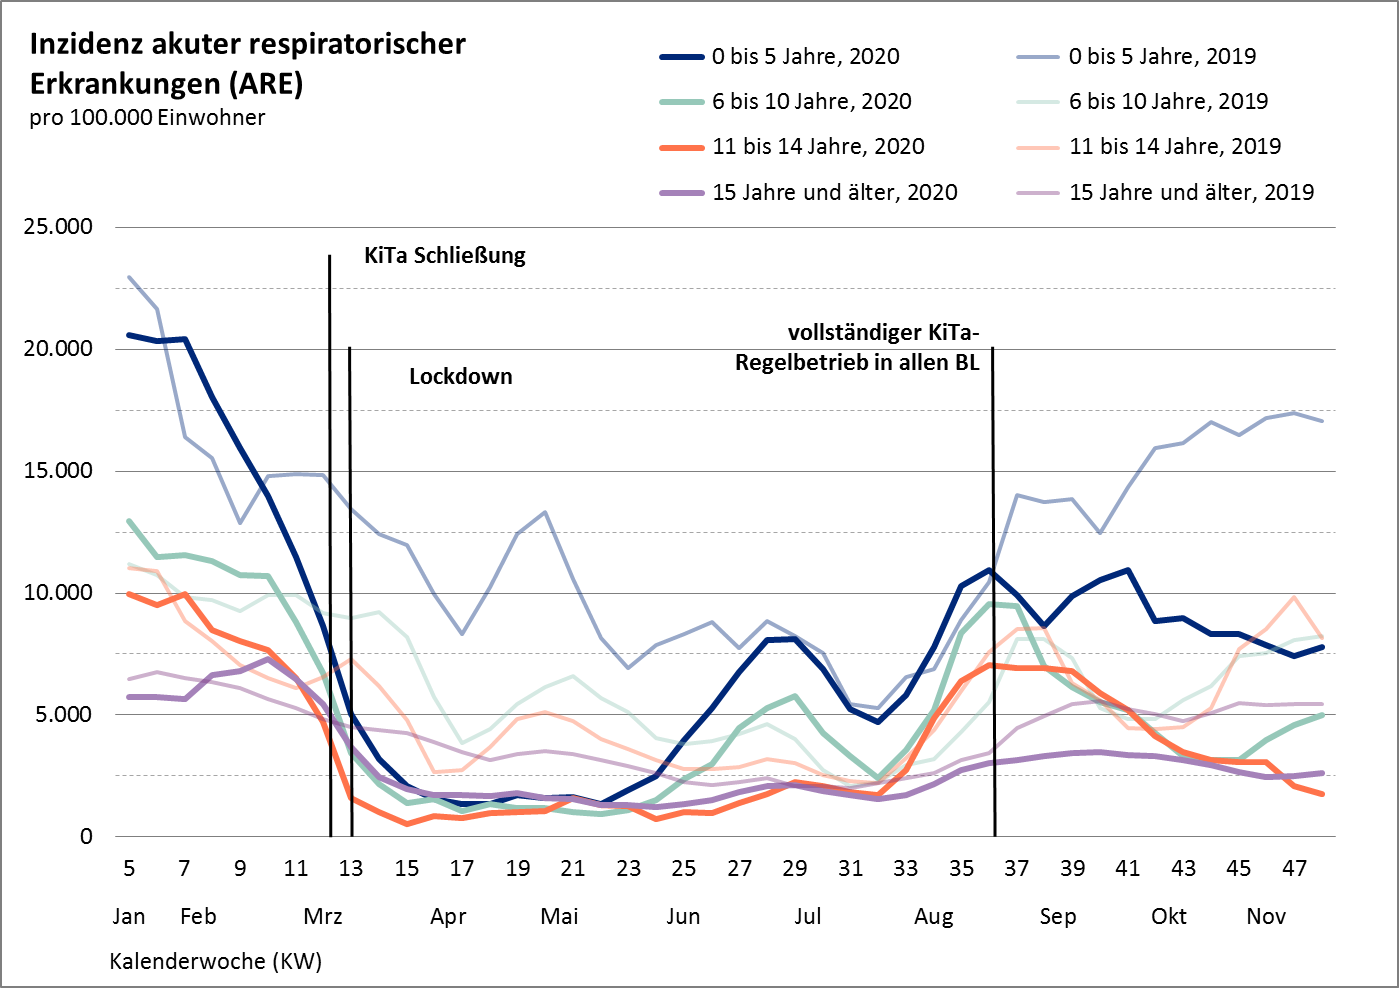 Inzidenz akuter respiratorischer
Erkrankungen (ARE)
pro 100.000 Einwohner
0 bis 5 Jahre, 2020
0 bis 5 Jahre, 2019
6 bis 10 Jahre, 2020
6 bis 10 Jahre, 2019
11 bis 14 Jahre, 2020
11 bis 14 Jahre, 2019
15 Jahre und älter, 2020
15 Jahre und älter, 2019
25.000
20.000
15.000
10.000
5.000
0
KiTa Schließung
Lockdown
vollständiger KiTa-
Regelbetrieb in allen BL
5 7 9 11 13 15 17 19 21 23 25 27 29 31 33 35 37 39 41 43 45 47
Jan Feb Mrz Apr Mai Jun Jul Aug Sep Okt Nov
Kalenderwoche (KW)